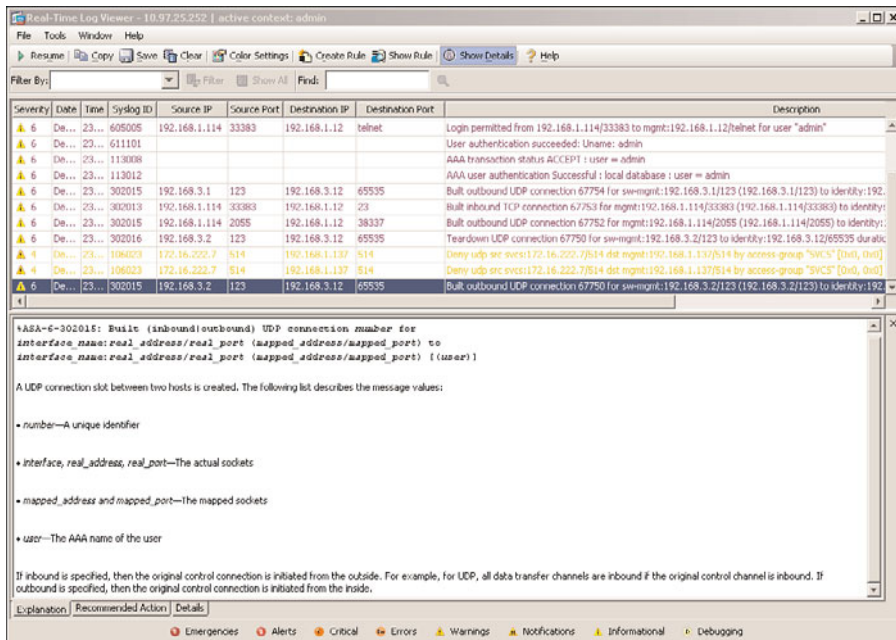 Real-Time Log Viewer - 10.97.25.252 | active context: admin
File Tools Window Help
Resume Copy Save Clear Color Settings Create Rule Show Rule Show Details Help
Filter By: Filter Show All Find:
Severity Date Time Syslog ID Source IP Source Port Destination IP Destination Port Description
6 De... 23... 605005 192.168.1.114 33383 192.168.1.12 telnet Login permitted from 192.168.1.114/33383 to mgmt:192.168.1.12/telnet for user "admin"
6 De... 23... 611101 User authentication succeeded: Uname: admin
6 De... 23... 113008 AAA transaction status ACCEPT : user = admin
6 De... 23... 113012 AAA user authentication Successful : local database : user = admin
6 De... 23... 302015 192.168.3.1 123 192.168.3.12 65535 Built outbound UDP connection 67754 for sw-mgmt:192.168.3.1/123 (192.168.3.1/123) to identity:192.
6 De... 23... 302013 192.168.1.114 33383 192.168.1.12 23 Built inbound TCP connection 67753 for mgmt:192.168.1.114/33383 (192.168.1.114/33383) to identity:
6 De... 23... 302015 192.168.1.114 2055 192.168.1.12 38337 Built outbound UDP connection 67752 for mgmt:192.168.1.114/2055 (192.168.1.114/2055) to identity:
6 De... 23... 302016 192.168.3.2 123 192.168.3.12 65535 Teardown UDP connection 67750 for sw-mgmt:192.168.3.2/123 to identity:192.168.3.12/65535 duratio
4 De... 23... 106023 172.16.222.7 514 192.168.1.137 514 Deny udp src svcs:172.16.222.7/514 dst mgmt:192.168.1.137/514 by access-group "SVCS" [0x0, 0x0]
4 De... 23... 106023 172.16.222.7 514 192.168.1.137 514 Deny udp src svcs:172.16.222.7/514 dst mgmt:192.168.1.137/514 by access-group "SVCS" [0x0, 0x0]
6 De... 23... 302015 192.168.3.2 123 192.168.3.12 65535 Built outbound UDP connection 67750 for sw-mgmt:192.168.3.2/123 (192.168.3.2/123) to identity:192
%ASA-6-302015: Built {inbound|outbound} UDP connection number for
interface_name:real_address/real_port (mapped_address/mapped_port) to
interface_name:real_address/real_port (mapped_address/mapped_port) [(user)]
A UDP connection slot between two hosts is created. The following list describes the message values:
• number—A unique identifier
• interface, real_address, real_port—The actual sockets
• mapped_address and mapped_port—The mapped sockets
• user—The AAA name of the user
If inbound is specified, then the original control connection is initiated from the outside. For example, for UDP, all data transfer channels are inbound if the original control channel is inbound. If
outbound is specified, then the original control connection is initiated from the inside.
Explanation Recommended Action Details
Emergencies Alerts Critical Errors Warnings Notifications Informational Debugging